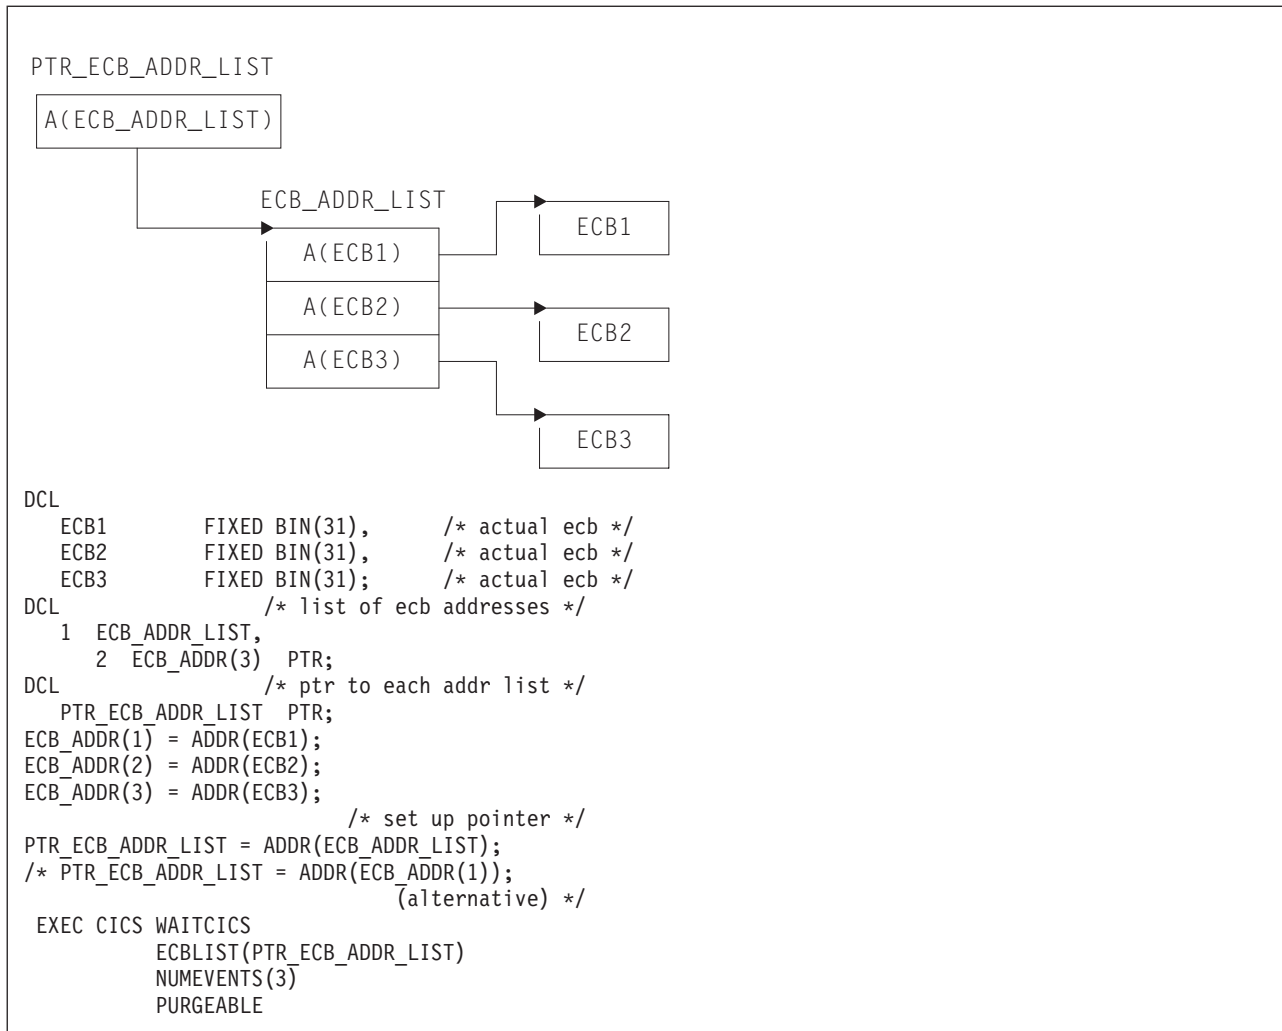 PTR_ECB_ADDR_LIST
A(ECB_ADDR_LIST)
ECB_ADDR_LIST
ECB1
A(ECB1)
A(ECB2)
ECB2
A(ECB3)
ECB3
DCL
   ECB1          FIXED BIN(31),       /* actual ecb */
   ECB2          FIXED BIN(31),       /* actual ecb */
   ECB3          FIXED BIN(31);       /* actual ecb */
DCL                 /* list of ecb addresses */
   1  ECB_ADDR_LIST,
      2  ECB_ADDR(3)  PTR;
DCL                 /* ptr to each addr list */
   PTR_ECB_ADDR_LIST  PTR;
ECB_ADDR(1) = ADDR(ECB1);
ECB_ADDR(2) = ADDR(ECB2);
ECB_ADDR(3) = ADDR(ECB3);
                           /* set up pointer */
PTR_ECB_ADDR_LIST = ADDR(ECB_ADDR_LIST);
/* PTR_ECB_ADDR_LIST = ADDR(ECB_ADDR(1));
                               (alternative) */
 EXEC CICS WAITCICS
           ECBLIST(PTR_ECB_ADDR_LIST)
           NUMEVENTS(3)
           PURGEABLE